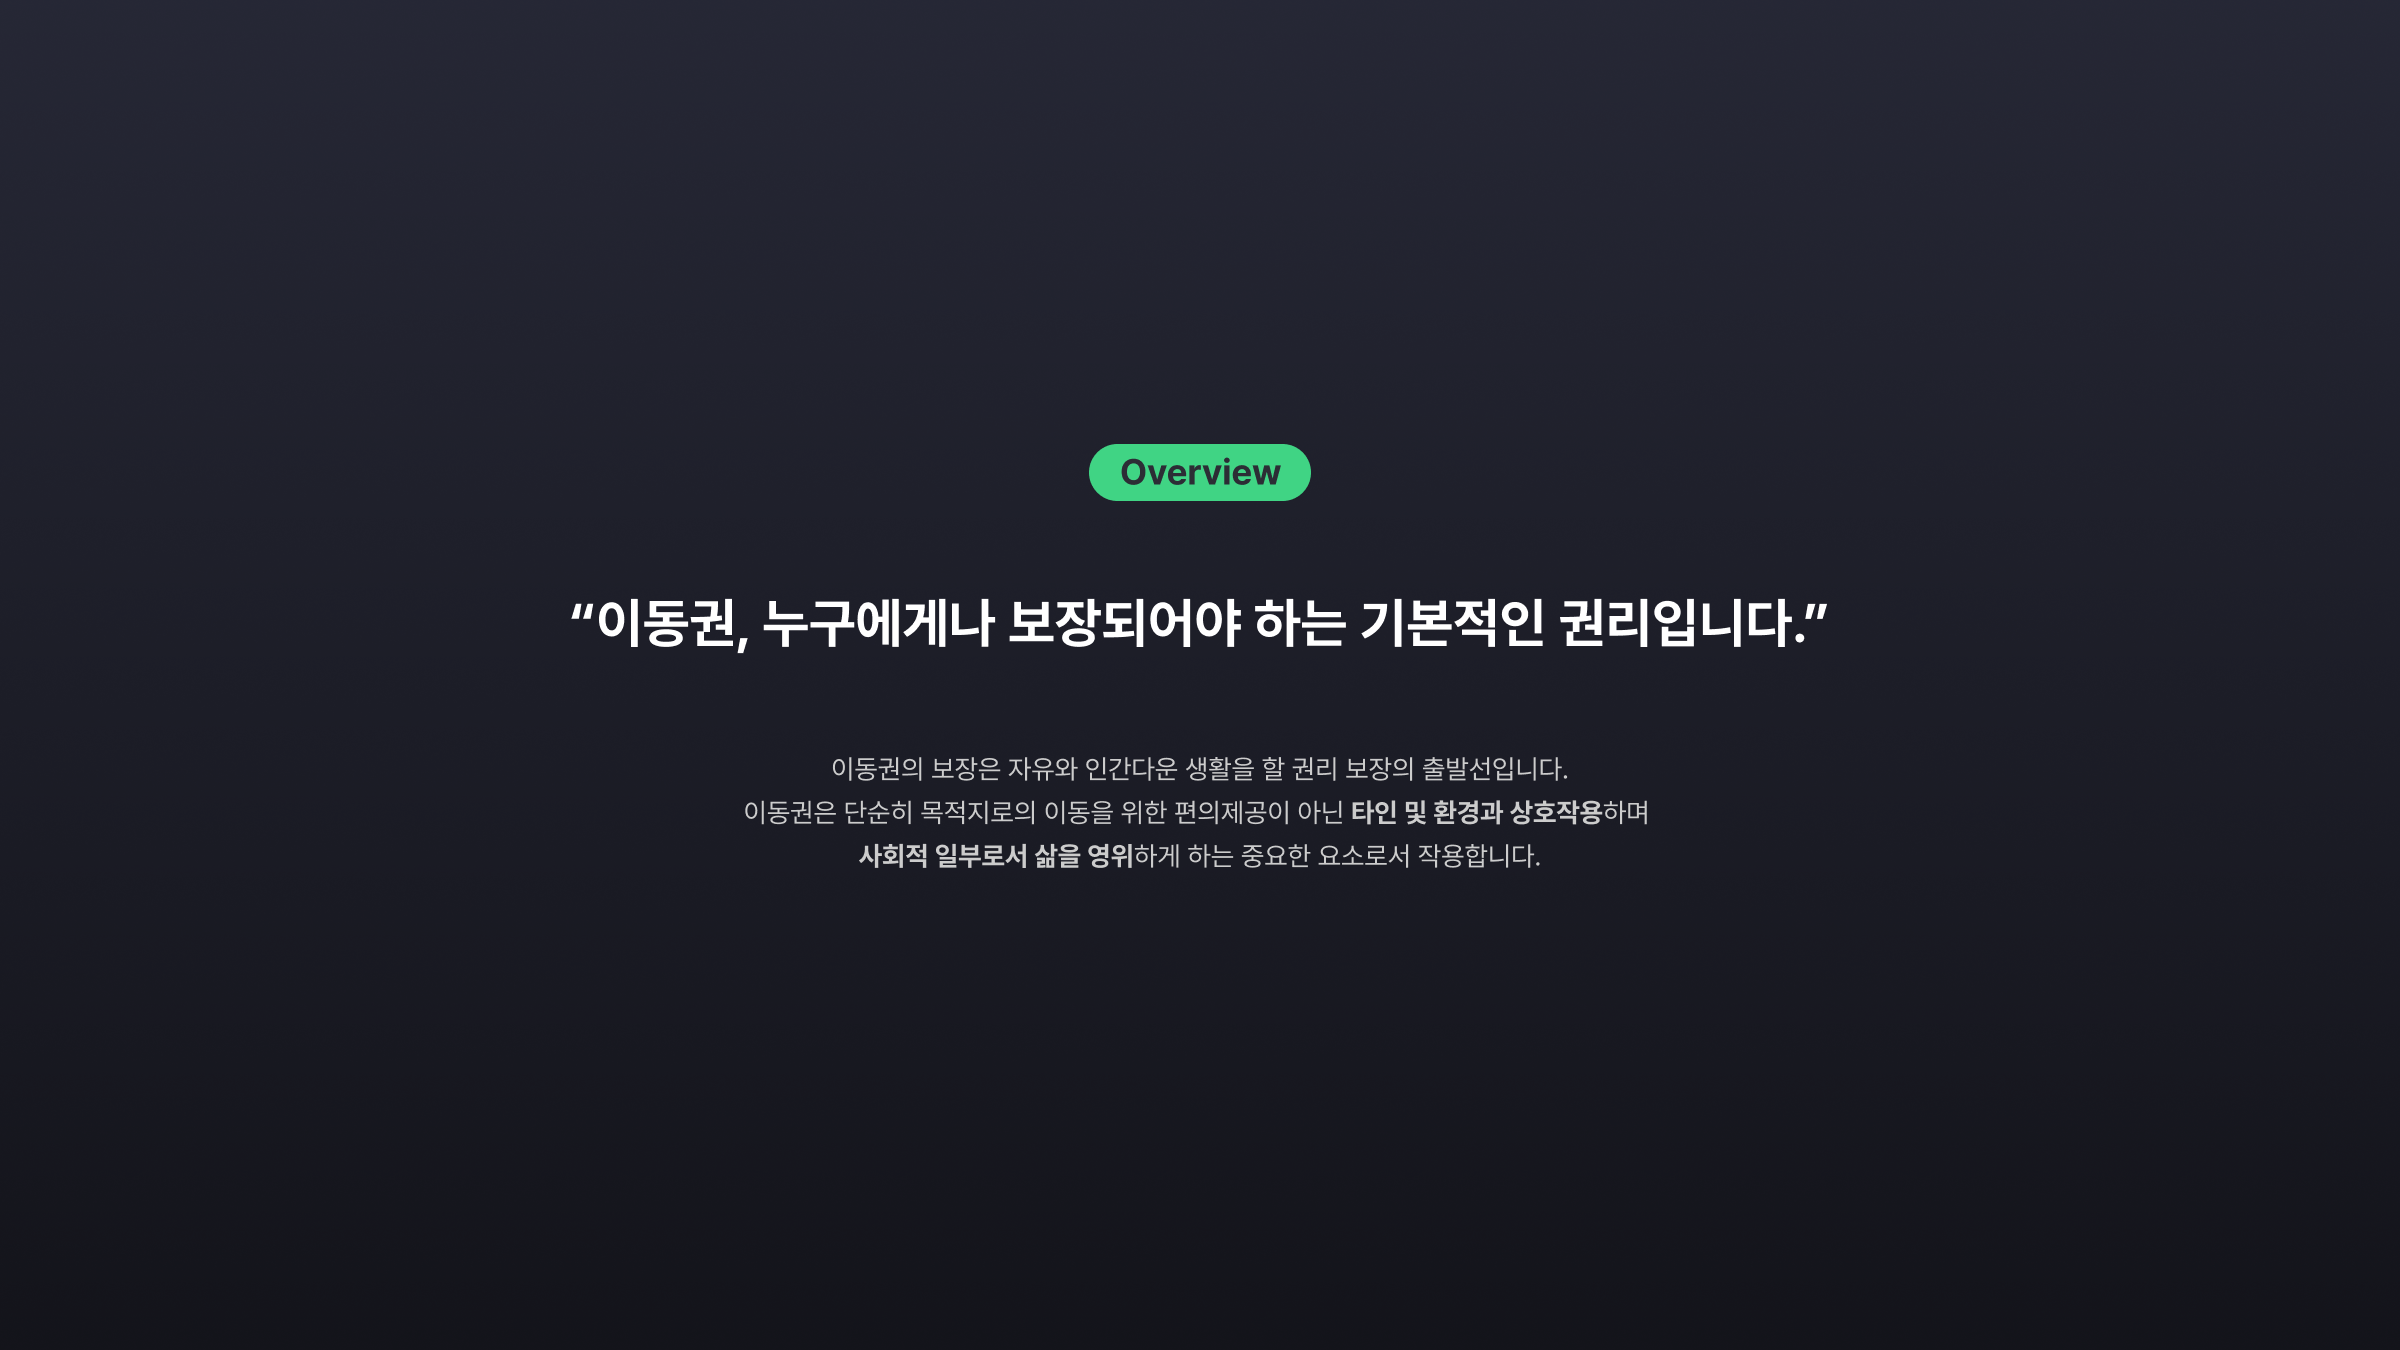 Overview
“이동권, 누구에게나 보장되어야 하는 기본적인 권리입니다.”
이동권의 보장은 자유와 인간다운 생활을 할 권리 보장의 출발선입니다.
이동권은 단순히 목적지로의 이동을 위한 편의제공이 아닌 타인 및 환경과 상호작용하며
사회적 일부로서 삶을 영위하게 하는 중요한 요소로서 작용합니다.